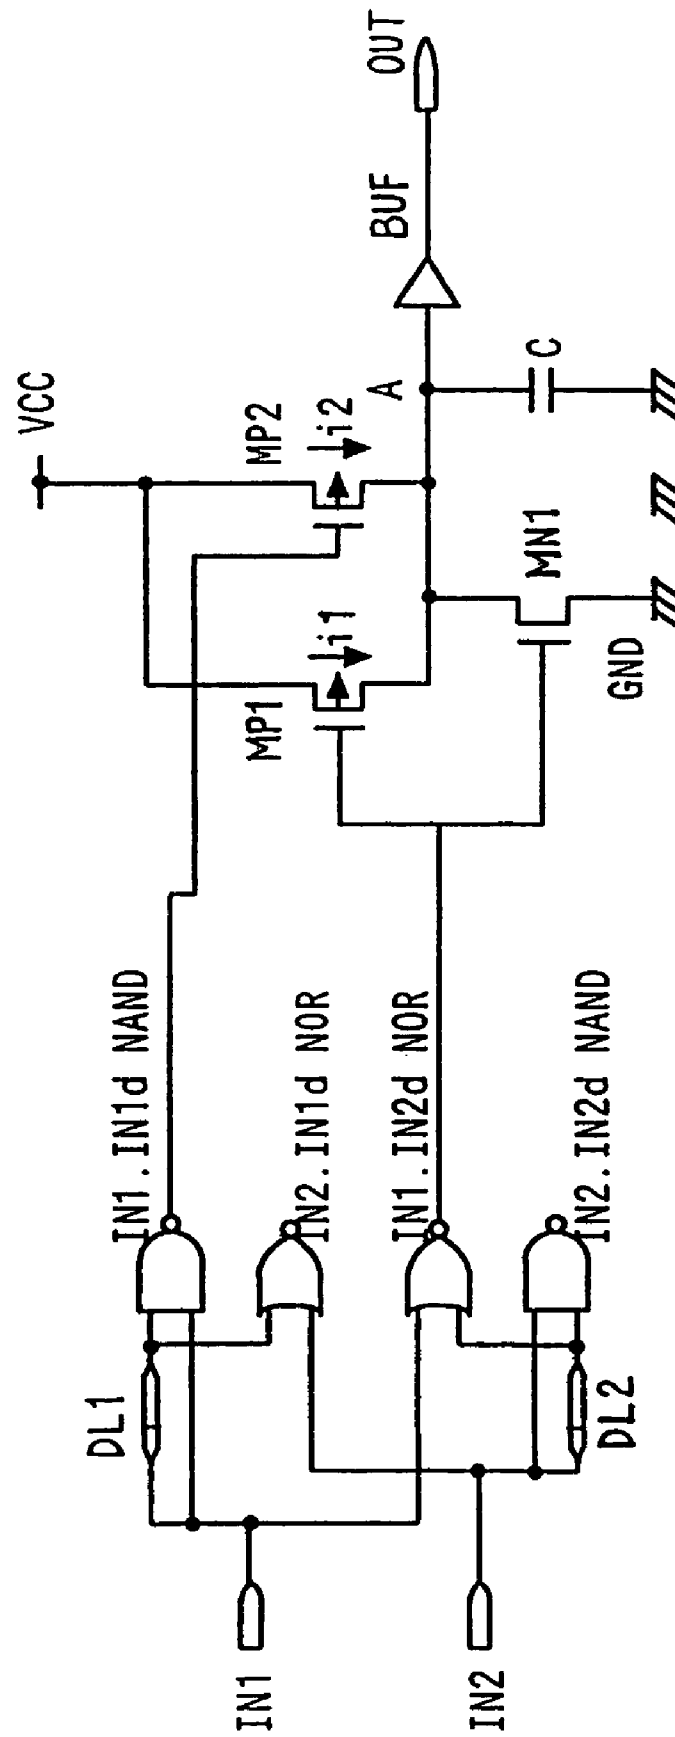 IN1
IN2
DL1
DL2
IN1.IN1d NAND
IN2.IN1d NOR
IN1.IN2d NOR
IN2.IN2d NAND
VCC
MP1
i1
MP2
i2
MN1
GND
A
C
BUF
OUT